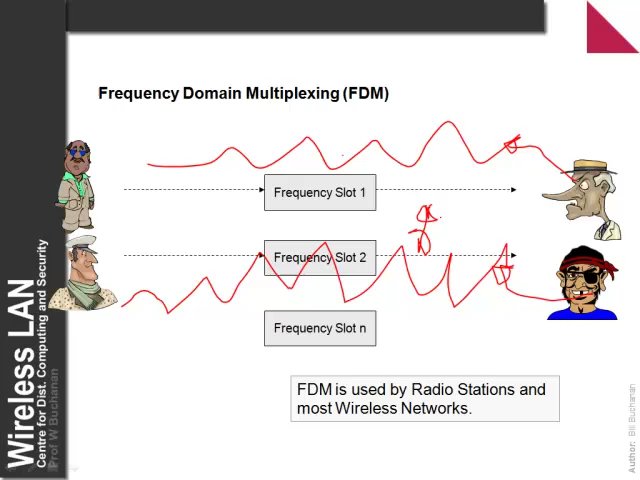 Frequency Domain Multiplexing (FDM)
Frequency Slot 1
Frequency Slot 2
Frequency Slot n
FDM is used by Radio Stations and
most Wireless Networks.
Wireless LAN
Centre for Dist. Computing and Security
Prof W Buchanan
Author: Bill Buchanan